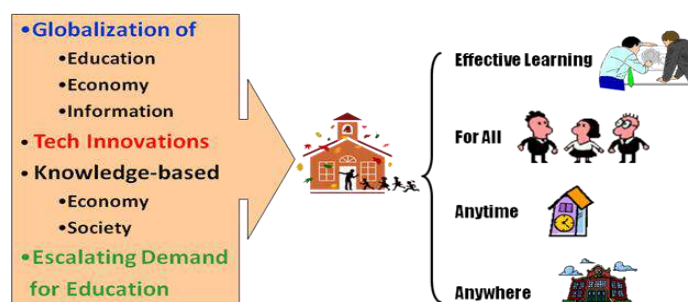 •Globalization of
•Education
•Economy
•Information
• Tech Innovations
• Knowledge-based
•Economy
•Society
•Escalating Demand
for Education
Effective Learning
For All
Anytime
Anywhere